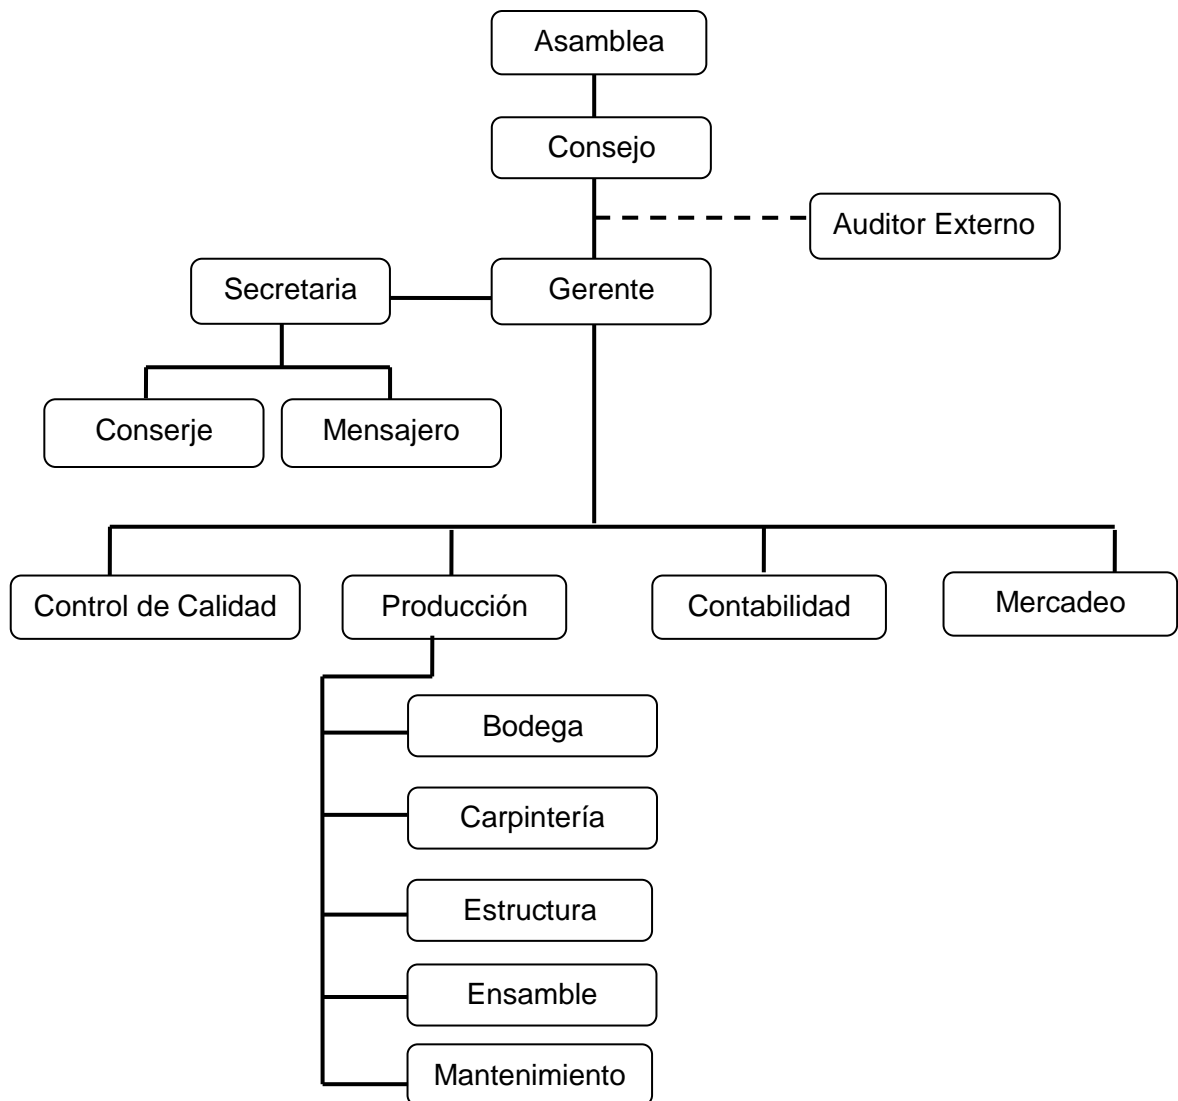 Asamblea
Consejo
Auditor Externo
Secretaria
Gerente
Conserje
Mensajero
Control de Calidad
Producción
Contabilidad
Mercadeo
Bodega
Carpintería
Estructura
Ensamble
Mantenimiento